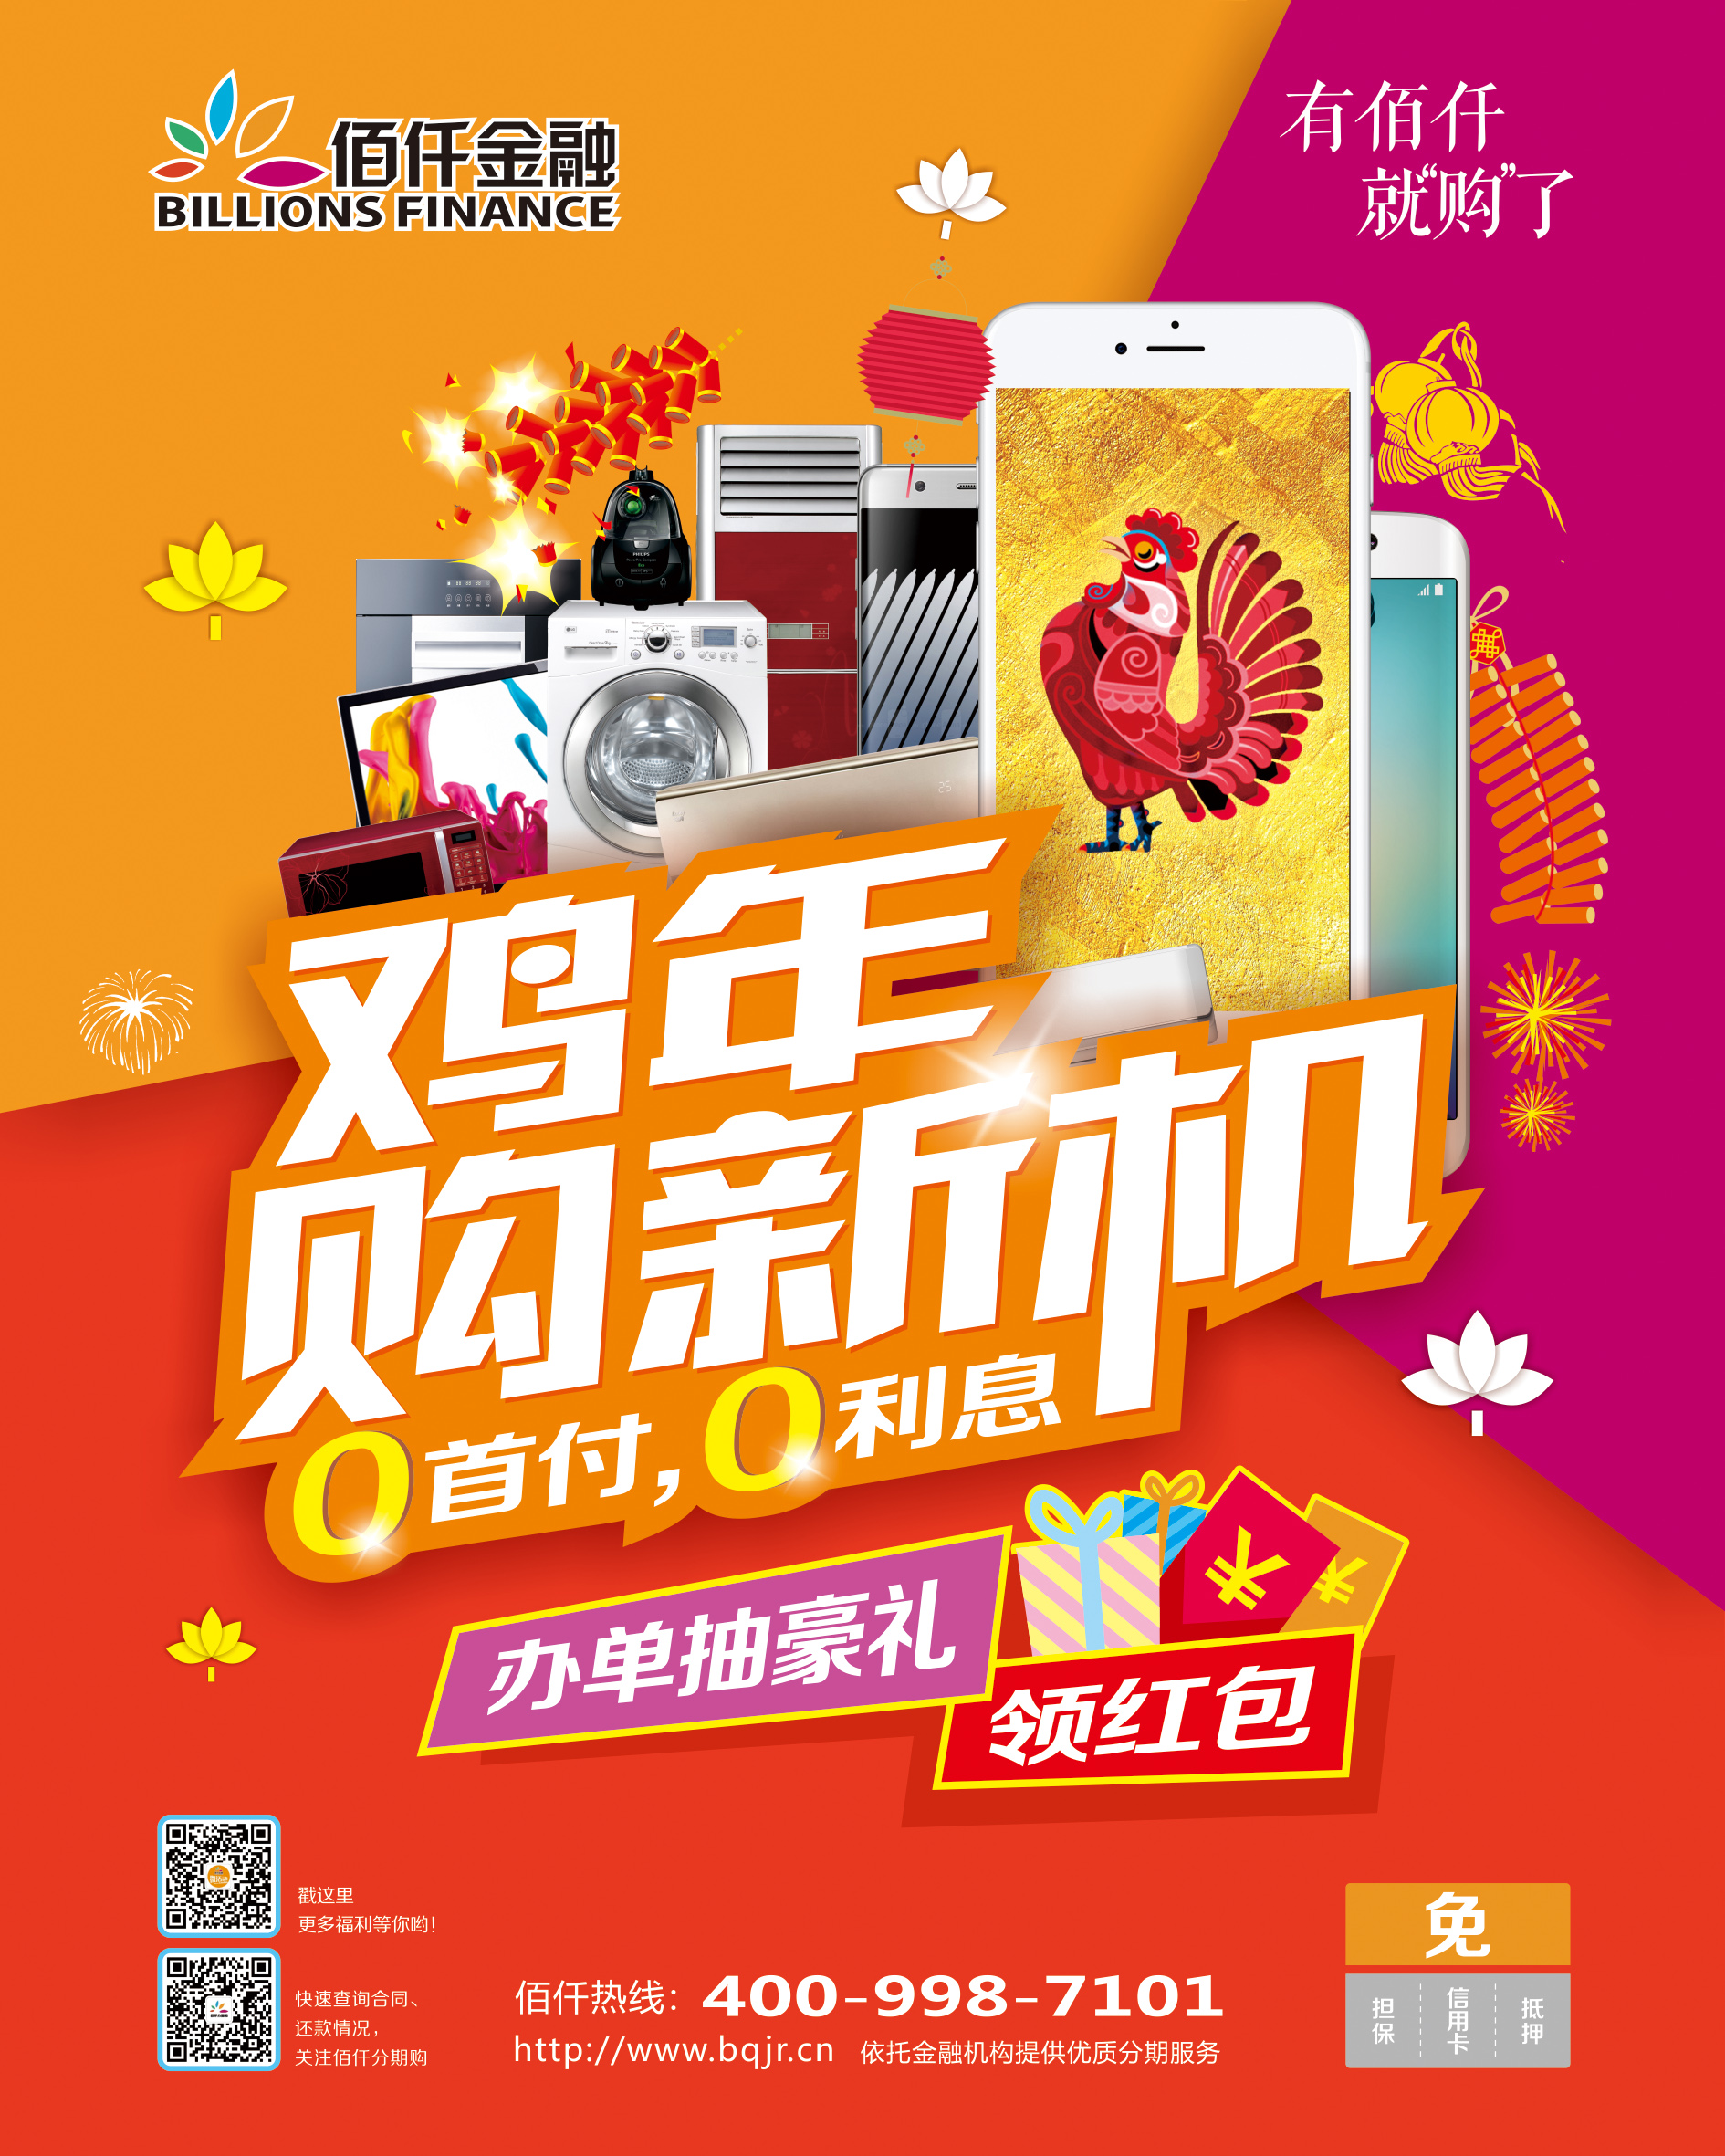 佰仟金融
BILLIONS FINANCE
有佰仟
就“购”了
PHILIPS
LG
26
鸡年
购新机
0首付，0利息
办单抽豪礼
领红包
¥
¥
戳这里
更多福利等你哟！
快速查询合同、
还款情况，
关注佰仟分期购
佰仟热线：400-998-7101
http://www.bqjr.cn 依托金融机构提供优质分期服务
免
担保
信用卡
抵押